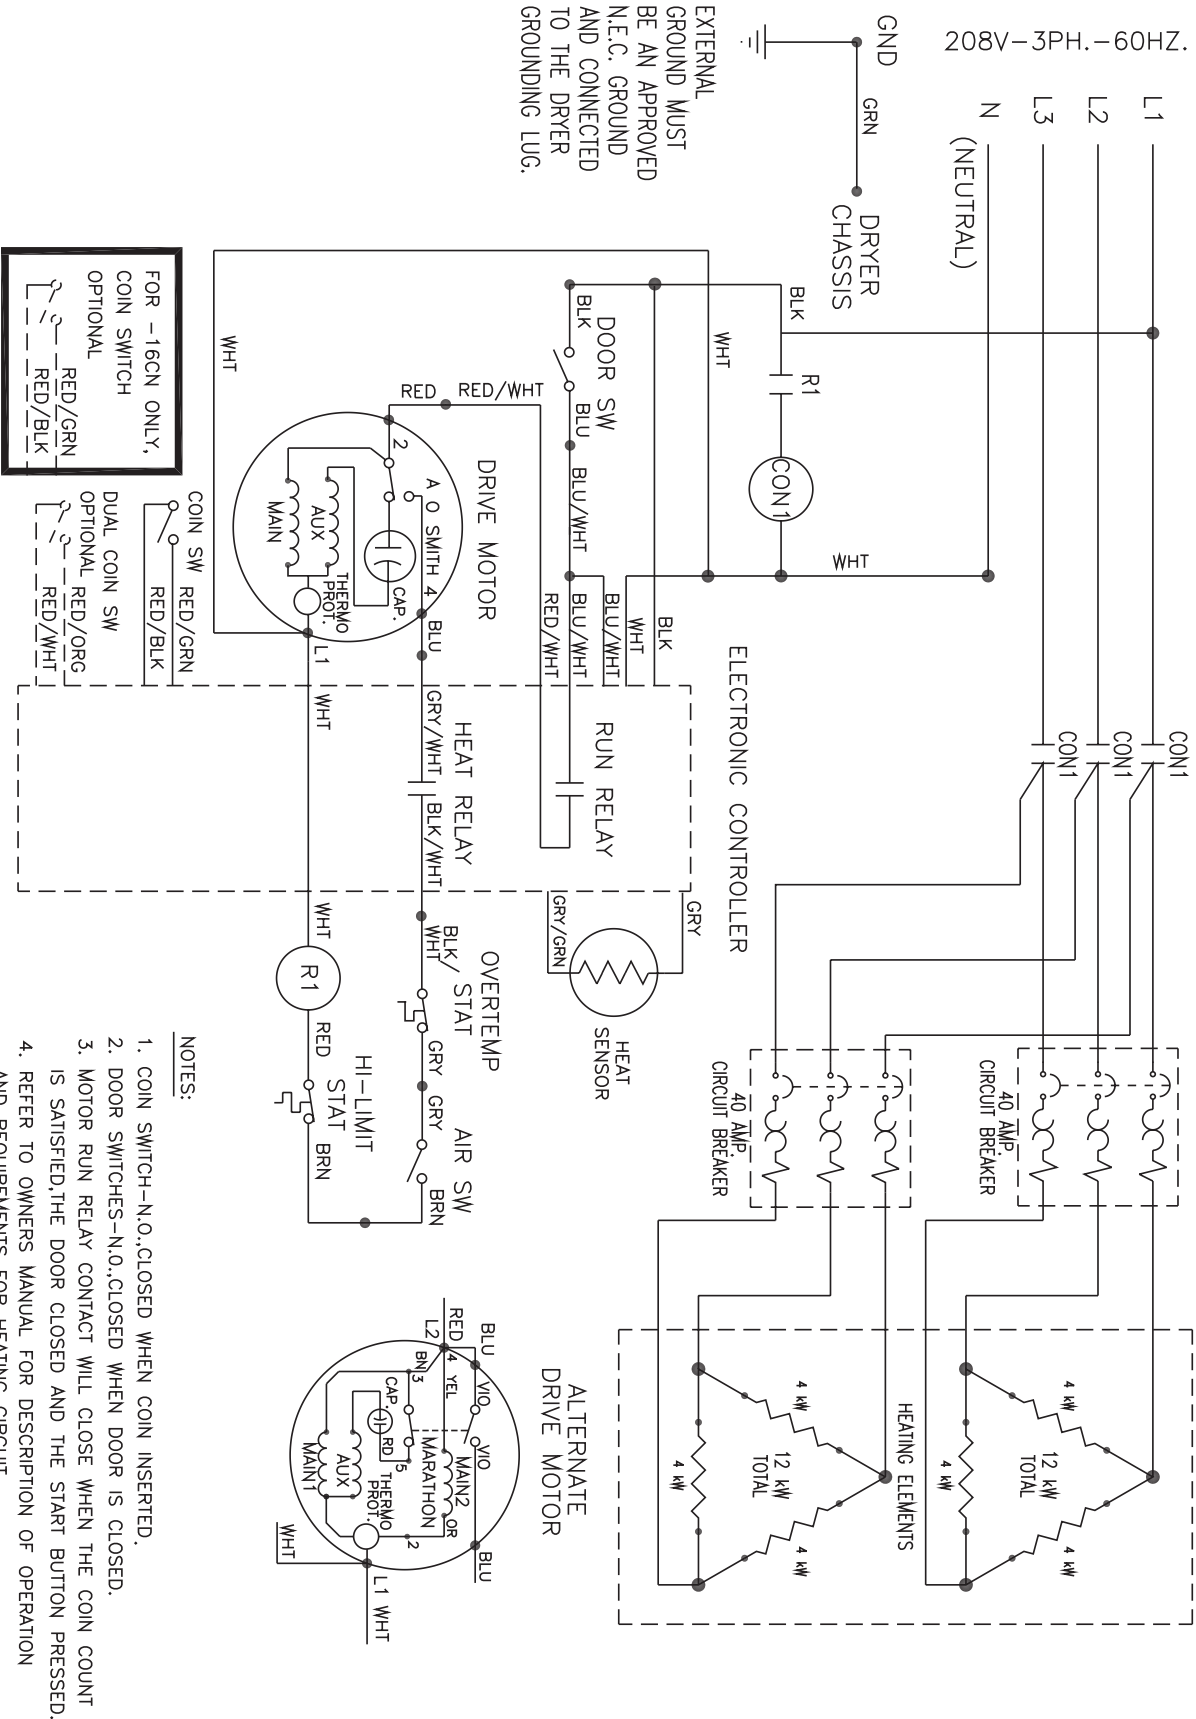 208V-3PH.-60HZ.
L1
L2
L3
N
(NEUTRAL)
GND
GRN
DRYER
CHASSIS
EXTERNAL
GROUND MUST
BE AN APPROVED
N.E.C. GROUND
AND CONNECTED
TO THE DRYER
GROUNDING LUG.
BLK
R1
CON1
WHT
WHT
WHT
DOOR SW
BLK
BLU
BLU/WHT
RED
RED/WHT
BLK
WHT
BLU/WHT
BLU/WHT
RED/WHT
CON1
CON1
CON1
ELECTRONIC CONTROLLER
RUN RELAY
HEAT RELAY
GRY/WHT
BLK/WHT
WHT
DRIVE MOTOR
2
A O SMITH 4
CAP.
AUX
MAIN
THERMO
PROT.
BLU
L1
FOR -16CN ONLY,
COIN SWITCH
OPTIONAL
RED/GRN
RED/BLK
COIN SW
RED/GRN
RED/BLK
DUAL COIN SW
OPTIONAL
RED/ORG
RED/WHT
GRY
GRY/GRN
HEAT
SENSOR
OVERTEMP
STAT
BLK/
WHT
GRY
GRY
AIR SW
BRN
WHT
R1
RED
HI-LIMIT
STAT
BRN
40 AMP.
CIRCUIT BREAKER
40 AMP.
CIRCUIT BREAKER
4 kW
12 kW
TOTAL
4 kW
4 kW
HEATING ELEMENTS
4 kW
12 kW
TOTAL
4 kW
4 kW
ALTERNATE
DRIVE MOTOR
BLU
RED
L2
4
YEL
VIO
VIO
BN
3
CAP.
RD
5
MARATHON
MAIN2
OR
AUX
MAIN1
THERMO
PROT.
2
BLU
WHT
L1 WHT
NOTES:
1. COIN SWITCH-N.O.,CLOSED WHEN COIN INSERTED.
2. DOOR SWITCHES-N.O.,CLOSED WHEN DOOR IS CLOSED.
3. MOTOR RUN RELAY CONTACT WILL CLOSE WHEN THE COIN COUNT
IS SATISFIED,THE DOOR CLOSED AND THE START BUTTON PRESSED.
4. REFER TO OWNERS MANUAL FOR DESCRIPTION OF OPERATION
AND REQUIREMENTS FOR HEATING CIRCUIT